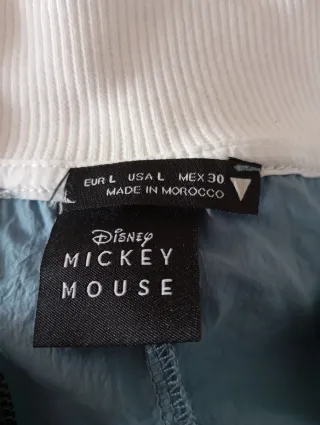 EUR L USA L MEX 30
MADE IN MOROCCO
Disney
MICKEY
MOUSE